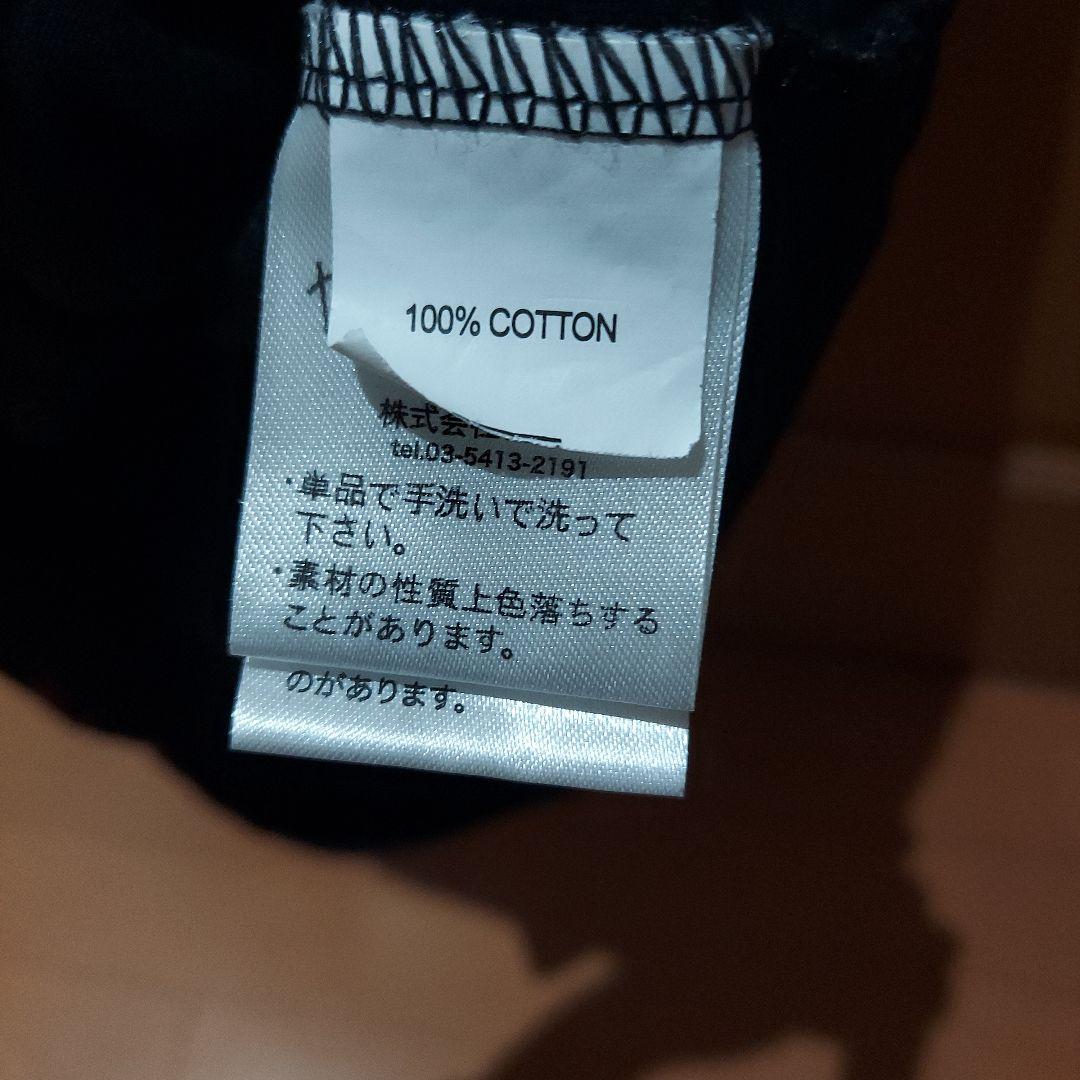 100% COTTON
株式会社
tel.03-5413-2191
・単品で手洗いで洗って
下さい。
・素材の性質上色落ちする
ことがあります。
のがあります。